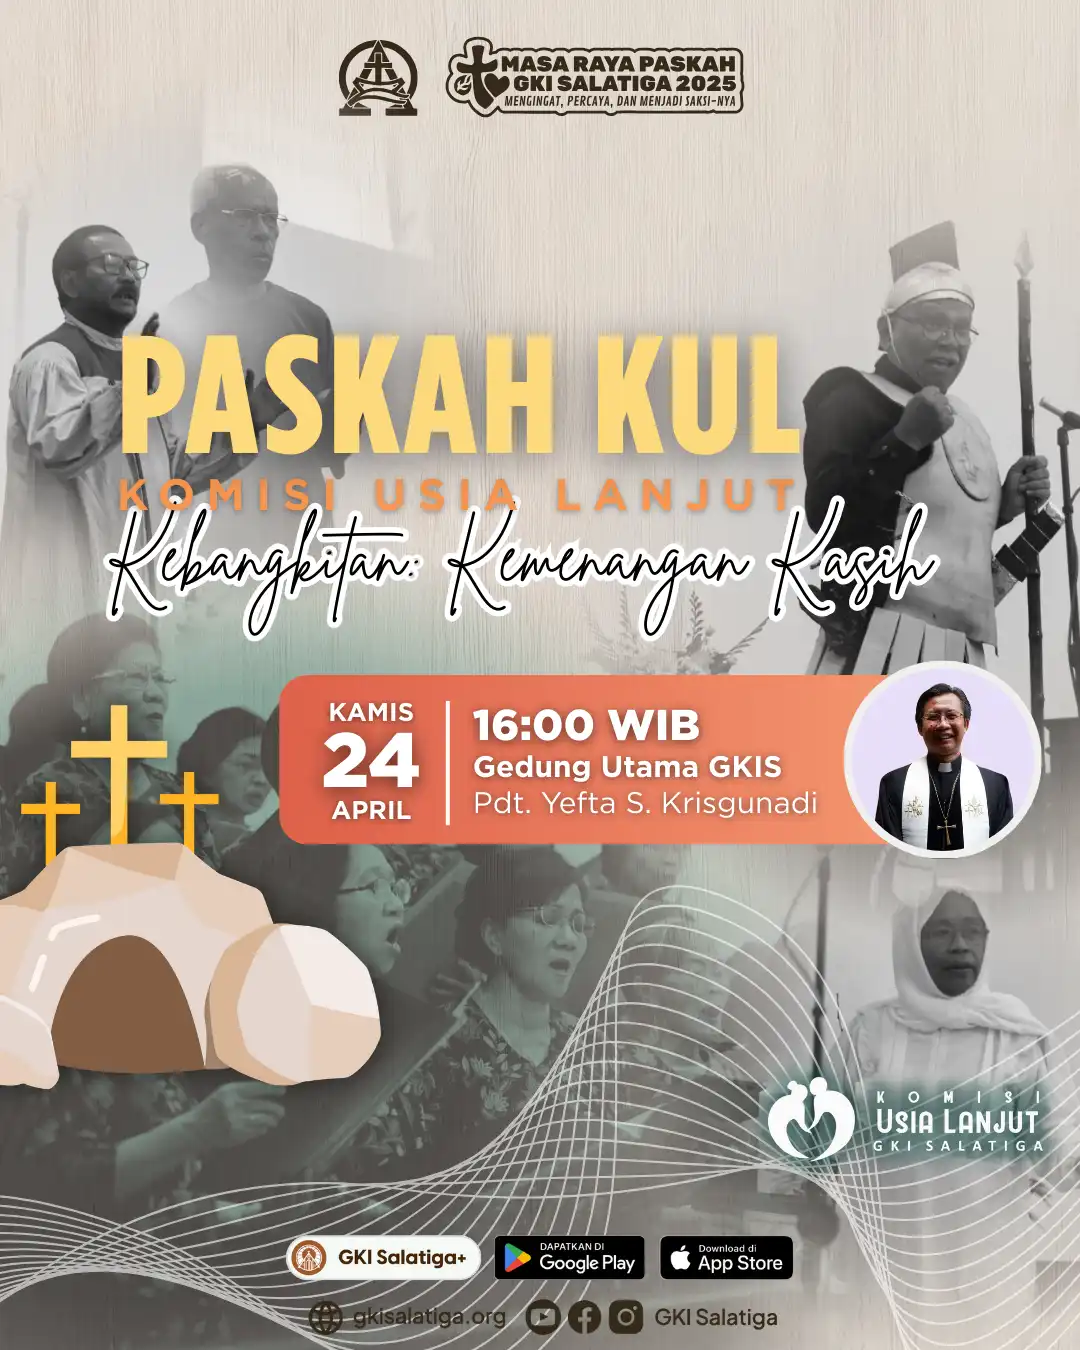 MASA RAYA PASKAH
GKI SALATIGA 2025
MENGINGAT, PERCAYA, DAN MENJADI SAKSI-NYA
PASKAH KUL
KOMISI USIA LANJUT
Kebangkitan: Kemenangan Kasih
KAMIS
24
APRIL
16:00 WIB
Gedung Utama GKIS
Pdt. Yefta S. Krisgunadi
KOMISI
USIA LANJUT
GKI SALATIGA
GKI Salatiga+
DAPATKAN DI
Google Play
Download di
App Store
gkisalatiga.org
GKI Salatiga